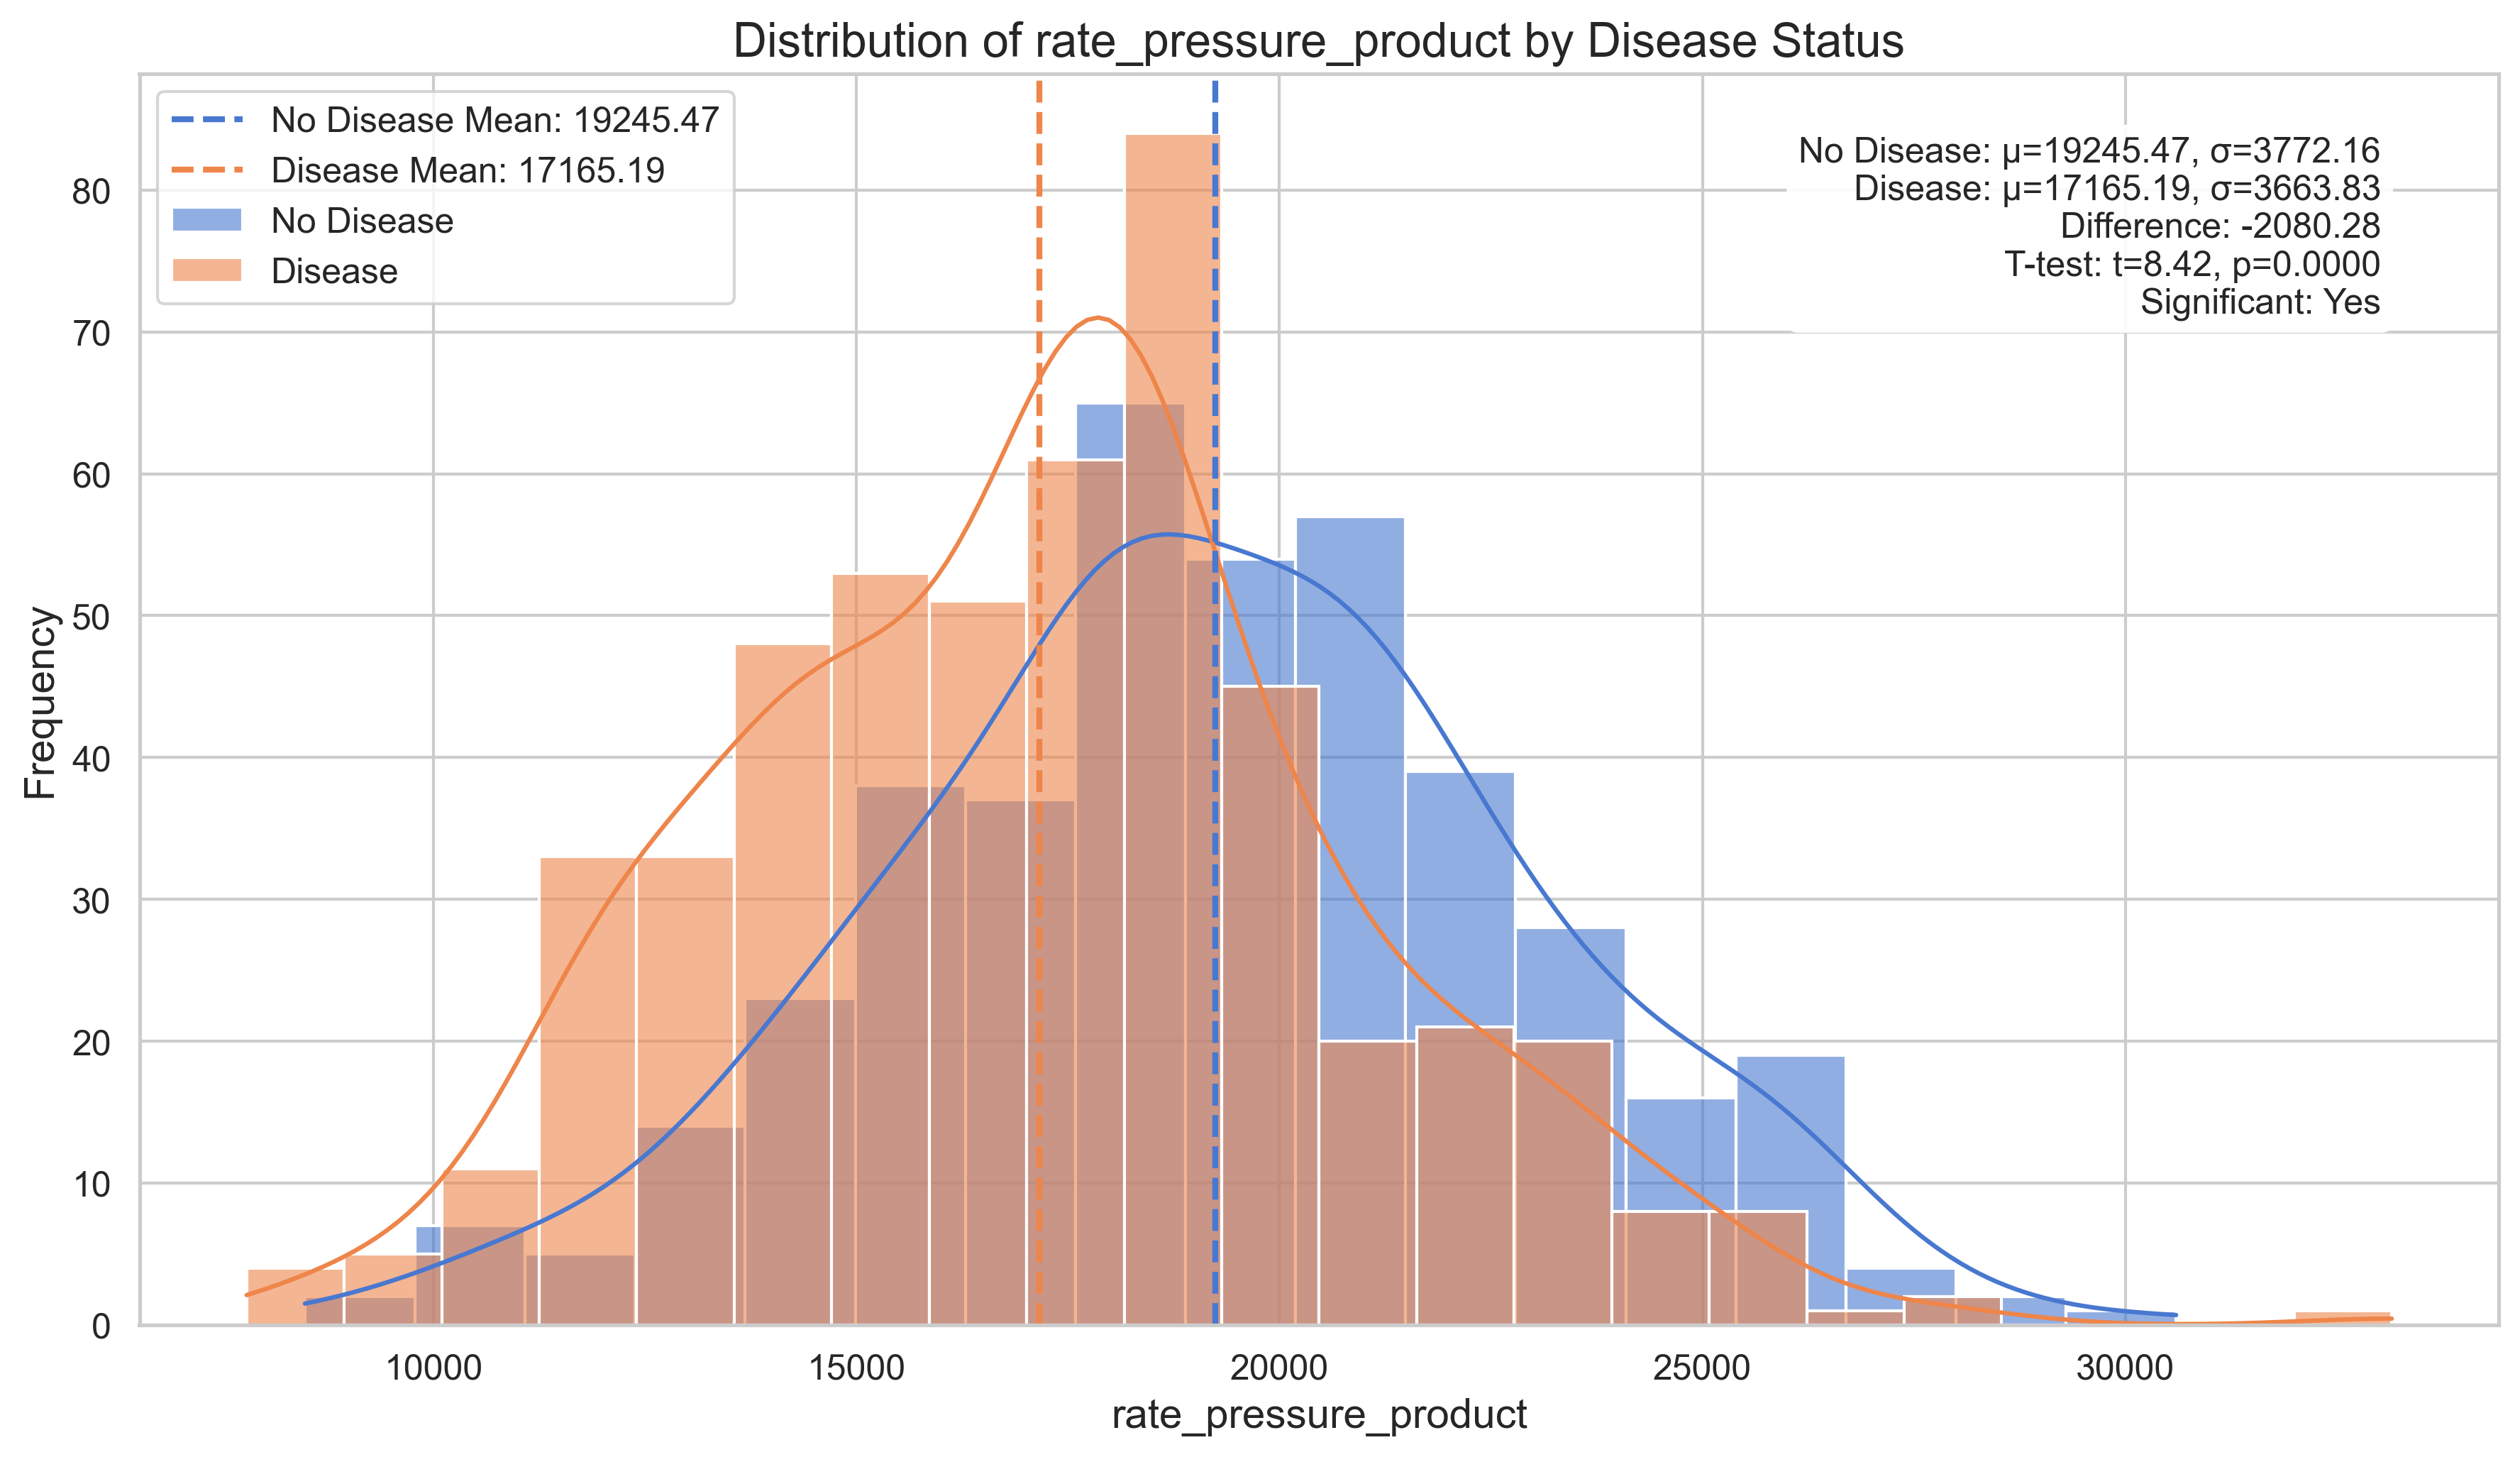 Distribution of rate_pressure_product by Disease Status
No Disease Mean: 19245.47
Disease Mean: 17165.19
No Disease
Disease
No Disease: μ=19245.47, σ=3772.16
Disease: μ=17165.19, σ=3663.83
Difference: -2080.28
T-test: t=8.42, p=0.0000
Significant: Yes
Frequency
80
70
60
50
40
30
20
10
0
10000
15000
20000
25000
30000
rate_pressure_product